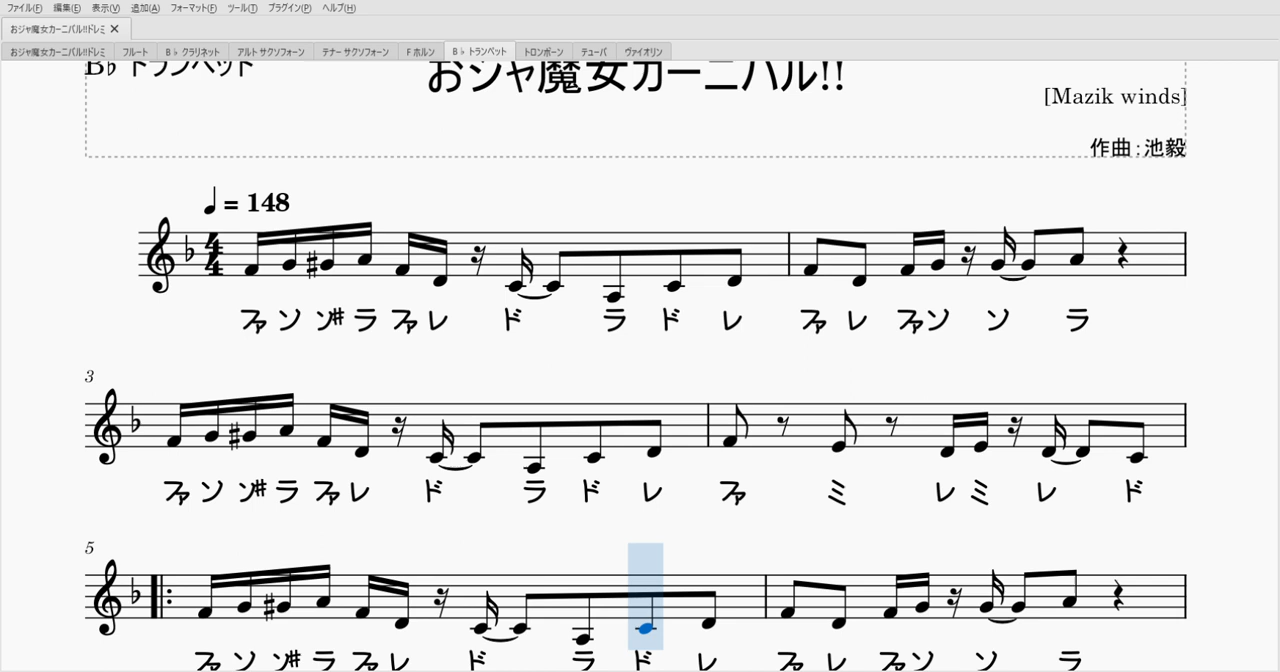 ファイル(F) 編集(E) 表示(V) 追加(A) フォーマット(F) ツール(T) プラグイン(P) ヘルプ(H)
おジャ魔女カーニバル!!ドレミ ✕
おジャ魔女カーニバル!!ドレミ フルート B♭ クラリネット アルト サクソフォーン テナー サクソフォーン F ホルン B♭ トランペット トロンボーン テューバ ヴァイオリン
B♭ トランペット
おジャ魔女カーニバル!!
[Mazik winds]
作曲 : 池毅
♩ = 148
4
4
ファ ソ ソ# ラ ファ レ ド ラ ド レ ファ レ ファ ソ ソ ラ
3
ファ ソ ソ# ラ ファ レ ド ラ ド レ ファ ミ レ ミ レ ド
5
ファ ソ ソ# ラ ファ レ ド ラ ド レ ファ レ ファ ソ ソ ラ